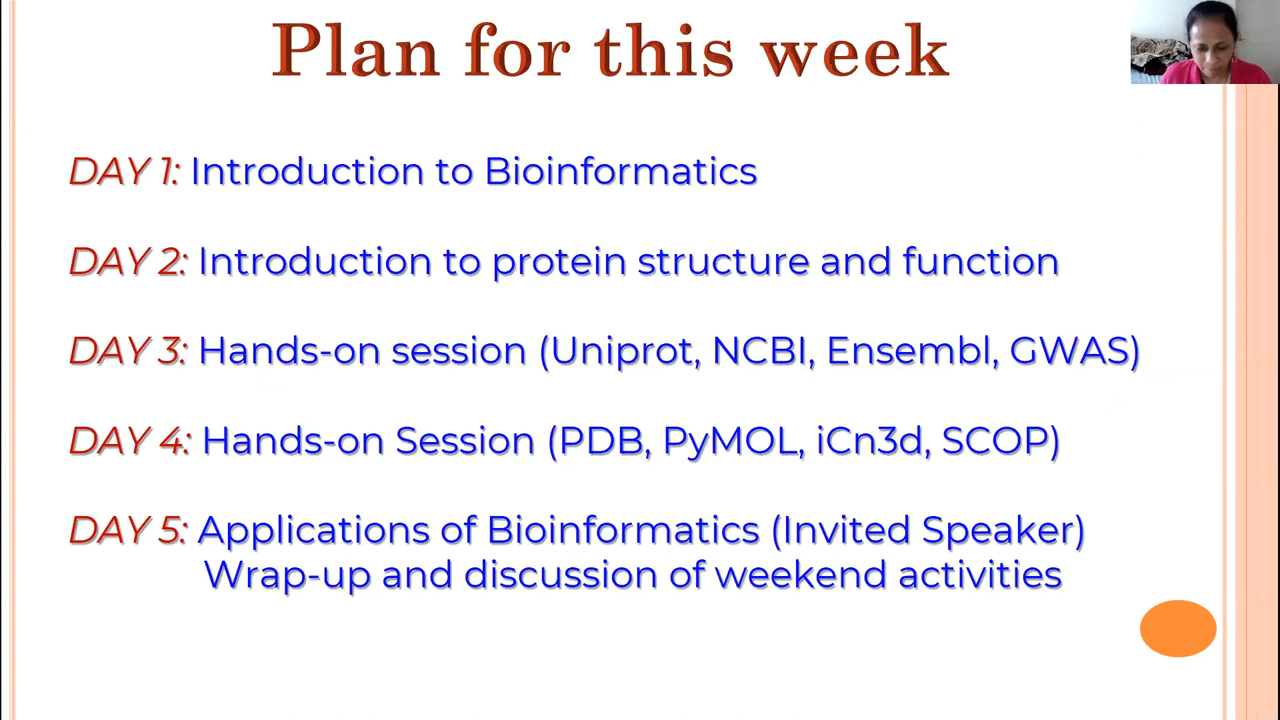 Plan for this week
DAY 1: Introduction to Bioinformatics
DAY 2: Introduction to protein structure and function
DAY 3: Hands-on session (Uniprot, NCBI, Ensembl, GWAS)
DAY 4: Hands-on Session (PDB, PyMOL, iCn3d, SCOP)
DAY 5: Applications of Bioinformatics (Invited Speaker)
Wrap-up and discussion of weekend activities